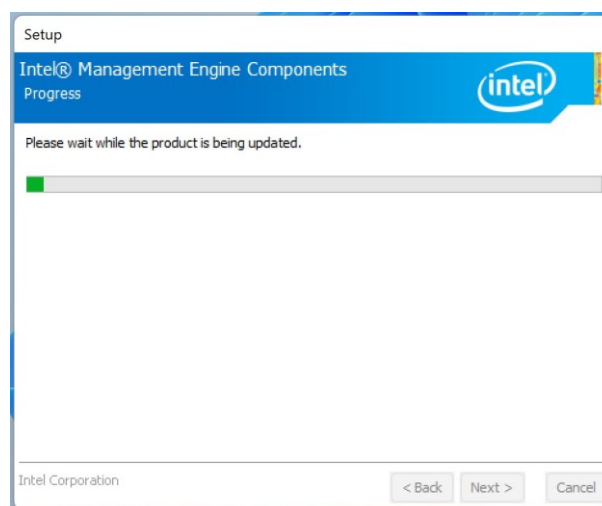 Setup
Intel® Management Engine Components
Progress
intel
Please wait while the product is being updated.
Intel Corporation
< Back
Next >
Cancel